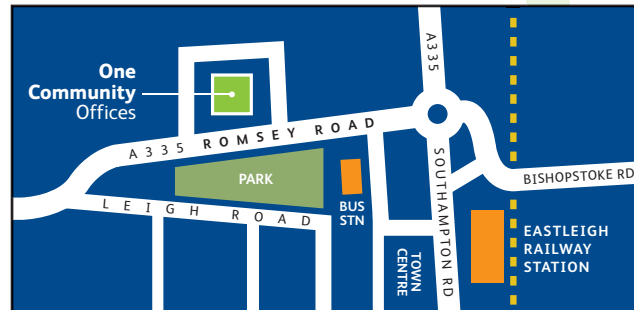 One
Community
Offices
A335
A335 ROMSEY ROAD
PARK
BUS
STN
LEIGH ROAD
TOWN
CENTRE
SOUTHAMPTON RD
BISHOPSTOKE RD
EASTLEIGH
RAILWAY
STATION